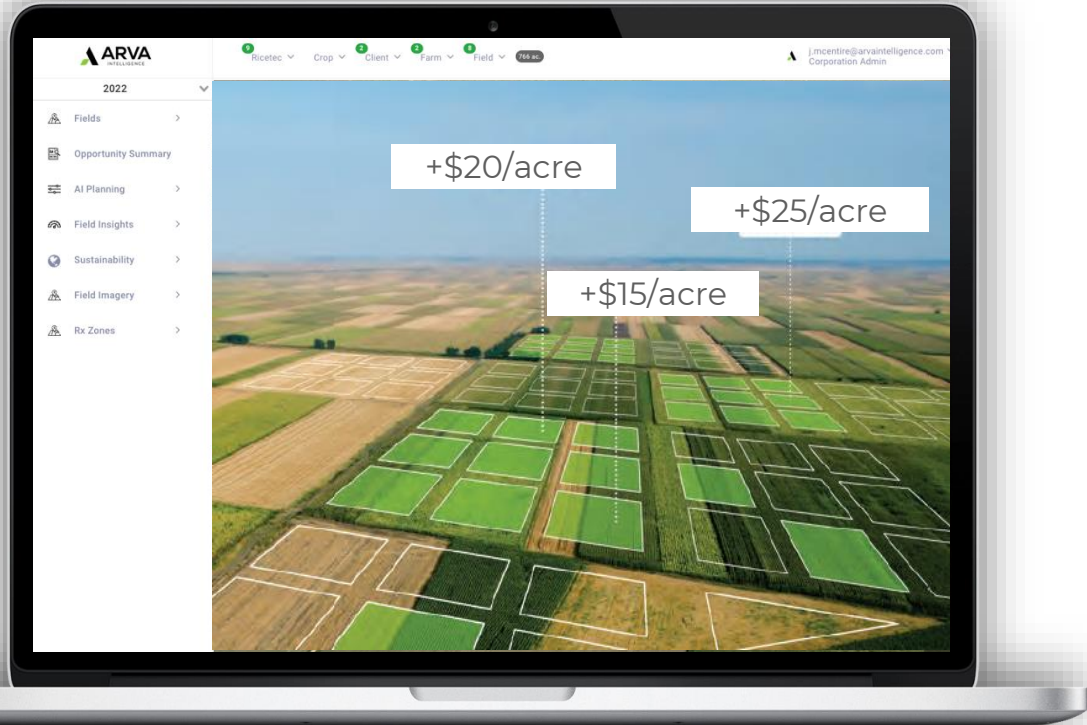 ARVA
INTELLIGENCE
9 Ricetec
Crop
2 Client
2 Farm
8 Field
766 ac.
j.mcentire@arvaintelligence.com
Corporation Admin
2022
Fields
Opportunity Summary
AI Planning
Field Insights
Sustainability
Field Imagery
Rx Zones
+$20/acre
+$25/acre
+$15/acre